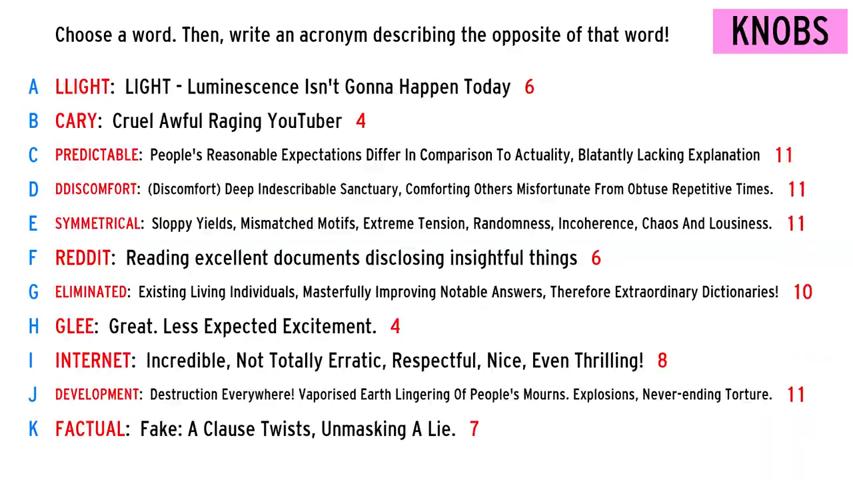 Choose a word. Then, write an acronym describing the opposite of that word!
KNOBS
A LLIGHT: LIGHT - Luminescence Isn't Gonna Happen Today 6
B CARY: Cruel Awful Raging YouTuber 4
C PREDICTABLE: People's Reasonable Expectations Differ In Comparison To Actuality, Blatantly Lacking Explanation 11
D DDISCOMFORT: (Discomfort) Deep Indescribable Sanctuary, Comforting Others Misfortunate From Obtuse Repetitive Times. 11
E SYMMETRICAL: Sloppy Yields, Mismatched Motifs, Extreme Tension, Randomness, Incoherence, Chaos And Lousiness. 11
F REDDIT: Reading excellent documents disclosing insightful things 6
G ELIMINATED: Existing Living Individuals, Masterfully Improving Notable Answers, Therefore Extraordinary Dictionaries! 10
H GLEE: Great. Less Expected Excitement. 4
I INTERNET: Incredible, Not Totally Erratic, Respectful, Nice, Even Thrilling! 8
J DEVELOPMENT: Destruction Everywhere! Vaporised Earth Lingering Of People's Mourns. Explosions, Never-ending Torture. 11
K FACTUAL: Fake: A Clause Twists, Unmasking A Lie. 7